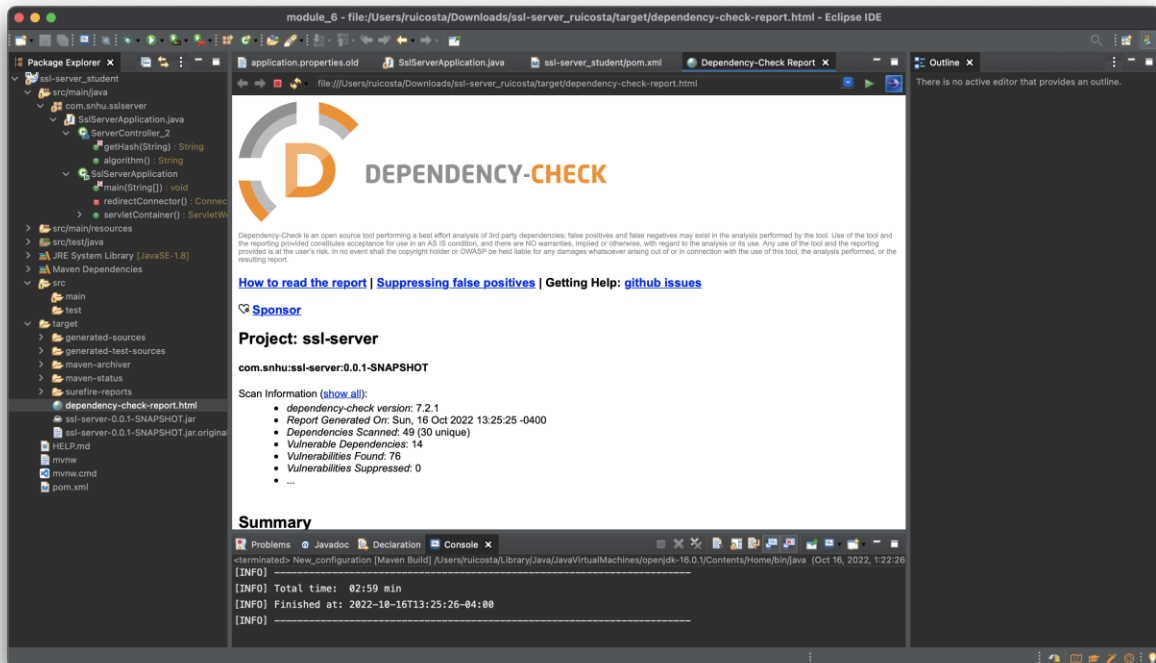 module_6 - file:/Users/ruicosta/Downloads/ssl-server_ruicosta/target/dependency-check-report.html - Eclipse IDE
Package Explorer
ssl-server_student
src/main/java
com.snhu.sslserver
SslServerApplication.java
ServerController_2
getHash(String) : String
algorithm() : String
SslServerApplication
main(String[]) : void
redirectConnector() : Connec
servletContainer() : ServletWe
src/main/resources
src/test/java
JRE System Library [JavaSE-1.8]
Maven Dependencies
src
main
test
target
generated-sources
generated-test-sources
maven-archiver
maven-status
surefire-reports
dependency-check-report.html
ssl-server-0.0.1-SNAPSHOT.jar
ssl-server-0.0.1-SNAPSHOT.jar.original
HELP.md
mvnw
mvnw.cmd
pom.xml
application.properties.old
SslServerApplication.java
ssl-server_student/pom.xml
Dependency-Check Report
file:///Users/ruicosta/Downloads/ssl-server_ruicosta/target/dependency-check-report.html
D
DEPENDENCY-CHECK
Dependency-Check is an open source tool performing a best effort analysis of 3rd party dependencies; false positives and false negatives may exist in the analysis performed by the tool. Use of the tool and
the reporting provided constitutes acceptance for use in an AS IS condition, and there are NO warranties, implied or otherwise, with regard to the analysis or its use. Any use of the tool and the reporting
provided is at the user's risk. In no event shall the copyright holder or OWASP be held liable for any damages whatsoever arising out of or in connection with the use of this tool, the analysis performed, or the
resulting report.
How to read the report | Suppressing false positives | Getting Help: github issues
Sponsor
Project: ssl-server
com.snhu:ssl-server:0.0.1-SNAPSHOT
Scan Information (show all):
dependency-check version: 7.2.1
Report Generated On: Sun, 16 Oct 2022 13:25:25 -0400
Dependencies Scanned: 49 (30 unique)
Vulnerable Dependencies: 14
Vulnerabilities Found: 76
Vulnerabilities Suppressed: 0
...
Summary
Outline
There is no active editor that provides an outline.
Problems
Javadoc
Declaration
Console
<terminated> New_configuration [Maven Build] /Users/ruicosta/Library/Java/JavaVirtualMachines/openjdk-16.0.1/Contents/Home/bin/java (Oct 16, 2022, 1:22:26
[INFO] ------------------------------------------------------------------------
[INFO] Total time:  02:59 min
[INFO] Finished at: 2022-10-16T13:25:26-04:00
[INFO] ------------------------------------------------------------------------